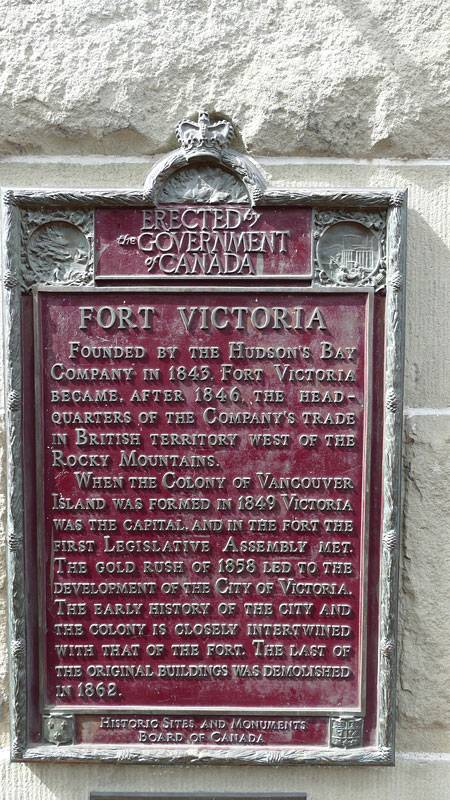 ERECTED by
the GOVERNMENT
of CANADA
FORT VICTORIA
FOUNDED BY THE HUDSON'S BAY
COMPANY IN 1843, FORT VICTORIA
BECAME, AFTER 1846, THE HEAD-
QUARTERS OF THE COMPANY'S TRADE
IN BRITISH TERRITORY WEST OF THE
ROCKY MOUNTAINS.
WHEN THE COLONY OF VANCOUVER
ISLAND WAS FORMED IN 1849 VICTORIA
WAS THE CAPITAL, AND IN THE FORT THE
FIRST LEGISLATIVE ASSEMBLY MET.
THE GOLD RUSH OF 1858 LED TO THE
DEVELOPMENT OF THE CITY OF VICTORIA.
THE EARLY HISTORY OF THE CITY AND
THE COLONY IS CLOSELY INTERTWINED
WITH THAT OF THE FORT. THE LAST OF
THE ORIGINAL BUILDINGS WAS DEMOLISHED
IN 1862.
HISTORIC SITES AND MONUMENTS
BOARD OF CANADA